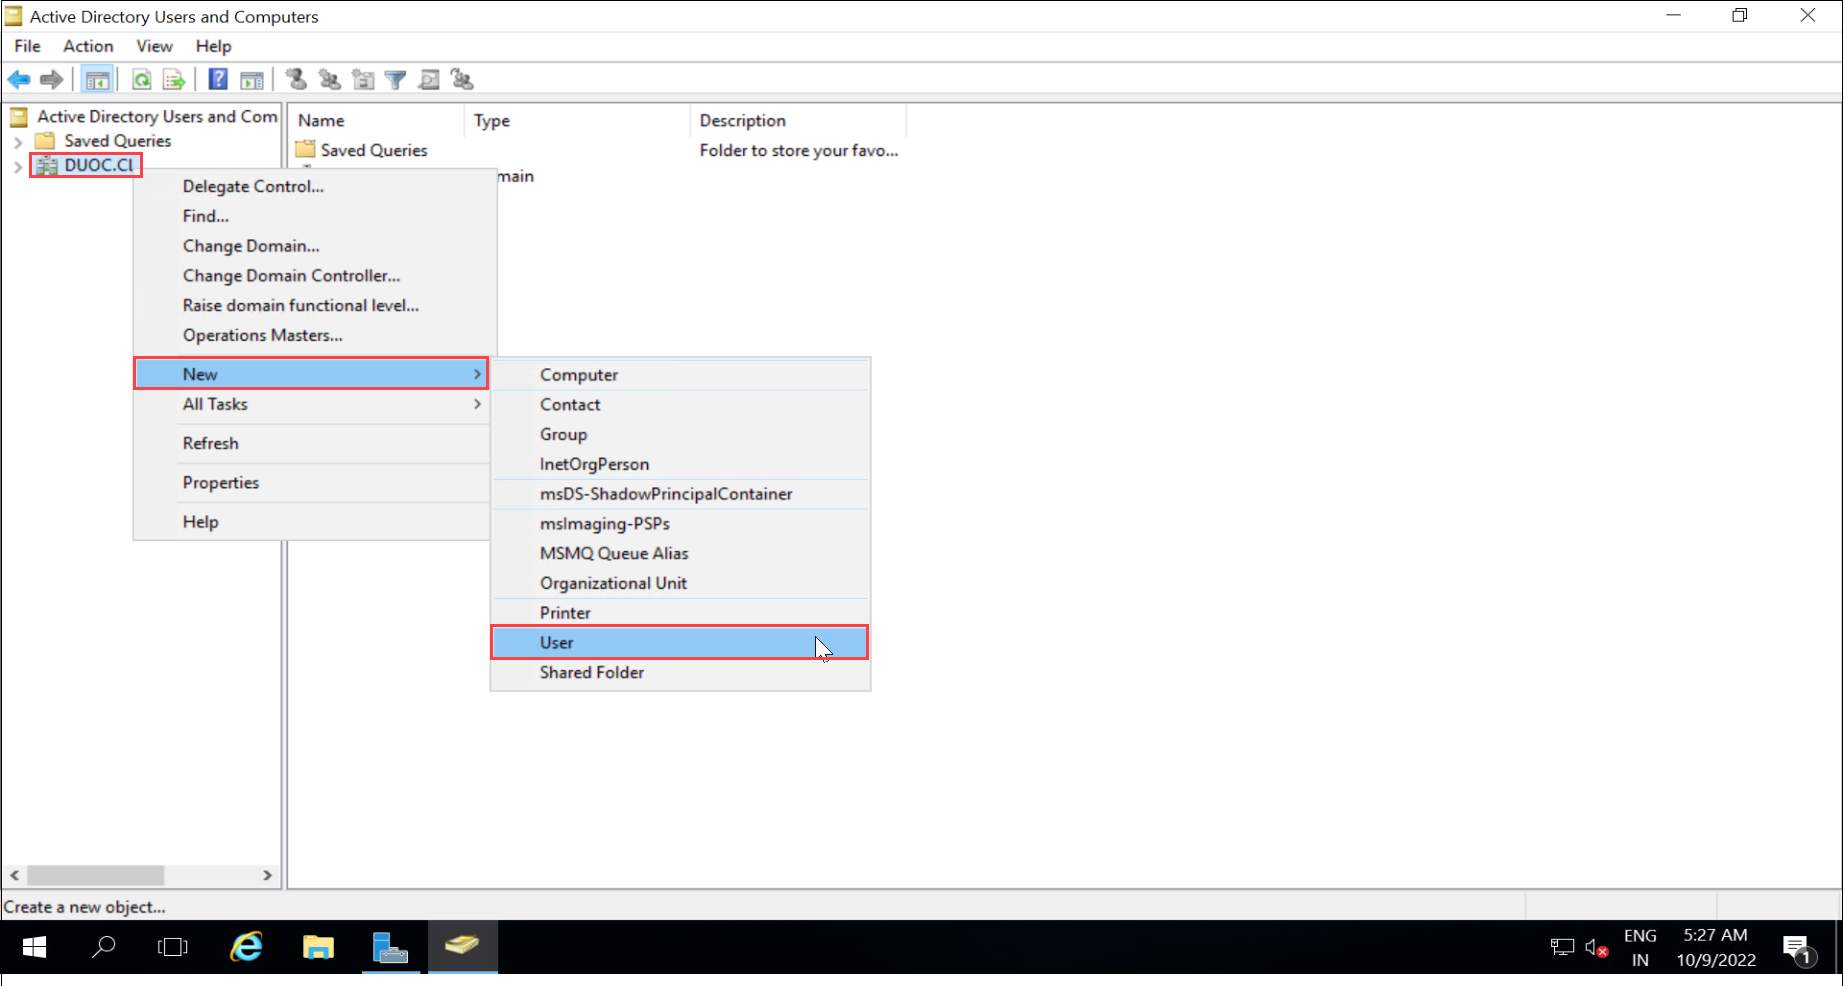 Active Directory Users and Computers
File Action View Help
Active Directory Users and Com
Saved Queries
DUOC.CL
Name Type Description
Saved Queries Folder to store your favo...
main
Delegate Control...
Find...
Change Domain...
Change Domain Controller...
Raise domain functional level...
Operations Masters...
New
All Tasks
Refresh
Properties
Help
Computer
Contact
Group
InetOrgPerson
msDS-ShadowPrincipalContainer
msImaging-PSPs
MSMQ Queue Alias
Organizational Unit
Printer
User
Shared Folder
Create a new object...
ENG
IN
5:27 AM
10/9/2022
1